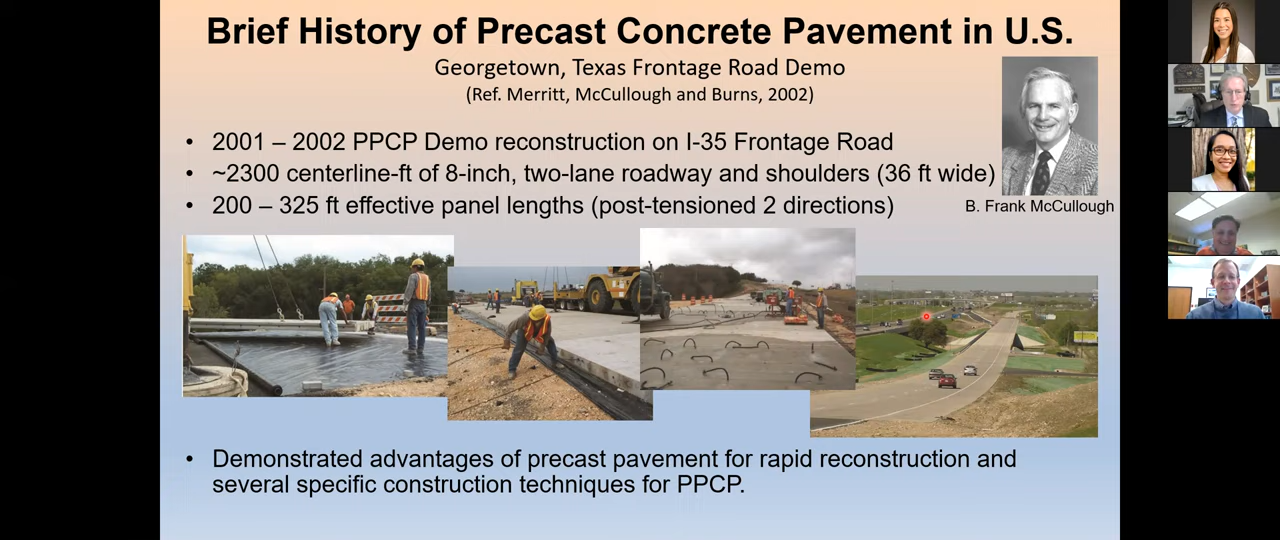 Brief History of Precast Concrete Pavement in U.S.
Georgetown, Texas Frontage Road Demo
(Ref. Merritt, McCullough and Burns, 2002)
• 2001 – 2002 PPCP Demo reconstruction on I-35 Frontage Road
• ~2300 centerline-ft of 8-inch, two-lane roadway and shoulders (36 ft wide)
• 200 – 325 ft effective panel lengths (post-tensioned 2 directions)
B. Frank McCullough
• Demonstrated advantages of precast pavement for rapid reconstruction and
several specific construction techniques for PPCP.